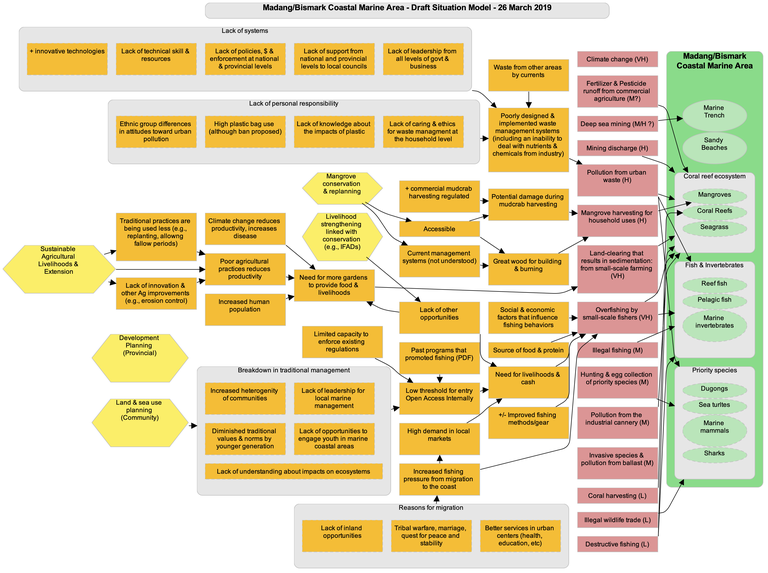 Madang/Bismark Coastal Marine Area - Draft Situation Model - 26 March 2019
Lack of systems
+ innovative technologies
Lack of technical skill &
resources
Lack of policies, $ &
enforcement at national
& provincial levels
Lack of support from
national and provincial
levels to local councils
Lack of leadership from
all levels of govt &
business
Lack of personal responsibility
Ethnic group differences
in attitudes toward urban
pollution
High plastic bag use
(although ban proposed)
Lack of knowledge about
the impacts of plastic
Lack of caring & ethics
for waste managment at
the household level
Waste from other areas
by currents
Poorly designed &
implemented waste
management systems
(including an inability to
deal with nutrients &
chemicals from industry)
Mangrove
conservation
& replanning
Livelihood
strengthening
linked with
conservation
(e.g., IFADs)
+ commercial mudcrab
harvesting regulated
Accessible
Current management
systems (not understood)
Potential damage during
mudcrab harvesting
Great wood for building
& burning
Sustainable
Agricultural
Livelihoods &
Extension
Traditional practices are
being used less (e.g.,
replanting, allowng
fallow periods)
Lack of innovation &
other Ag improvements
(e.g., erosion control)
Climate change reduces
productivity, increases
disease
Poor agricultural
practices reduces
productivity
Increased human
population
Need for more gardens
to provide food &
livelihoods
Lack of other
opportunities
Limited capacity to
enforce existing
regulations
Past programs that
promoted fishing (PDF)
Low threshold for entry
Open Access Internally
High demand in local
markets
Increased fishing
pressure from migration
to the coast
Social & economic
factors that influence
fishing behaviors
Source of food & protein
Need for livelihoods &
cash
+/- Improved fishing
methods/gear
Development
Planning
(Provincial)
Land & sea use
planning
(Community)
Breakdown in traditional management
Increased heterogenity
of communities
Lack of leadership for
local marine
management
Diminished traditional
values & norms by
younger generation
Lack of opportunities to
engage youth in marine
coastal areas
Lack of understanding about impacts on ecosystems
Reasons for migration
Lack of inland
opportunities
Tribal warfare, marriage,
quest for peace and
stability
Better services in urban
centers (health,
education, etc)
Climate change (VH)
Fertilizer & Pesticide
runoff from commercial
agriculture (M?)
Deep sea mining (M/H ?)
Mining discharge (H)
Pollution from urban
waste (H)
Mangrove harvesting for
household uses (H)
Land-clearing that
results in sedimentation:
from small-scale farming
(VH)
Overfishing by
small-scale fishers (VH)
Illegal fishing (M)
Hunting & egg collection
of priority species (M)
Pollution from the
industrial cannery (M)
Invasive species &
pollution from ballast (M)
Coral harvesting (L)
Illegal wildlife trade (L)
Destructive fishing (L)
Madang/Bismark
Coastal Marine Area
Marine
Trench
Sandy
Beaches
Coral reef ecosystem
Mangroves
Coral Reefs
Seagrass
Fish & Invertebrates
Reef fish
Pelagic fish
Marine
invertebrates
Priority species
Dugongs
Sea turtles
Marine
mammals
Sharks